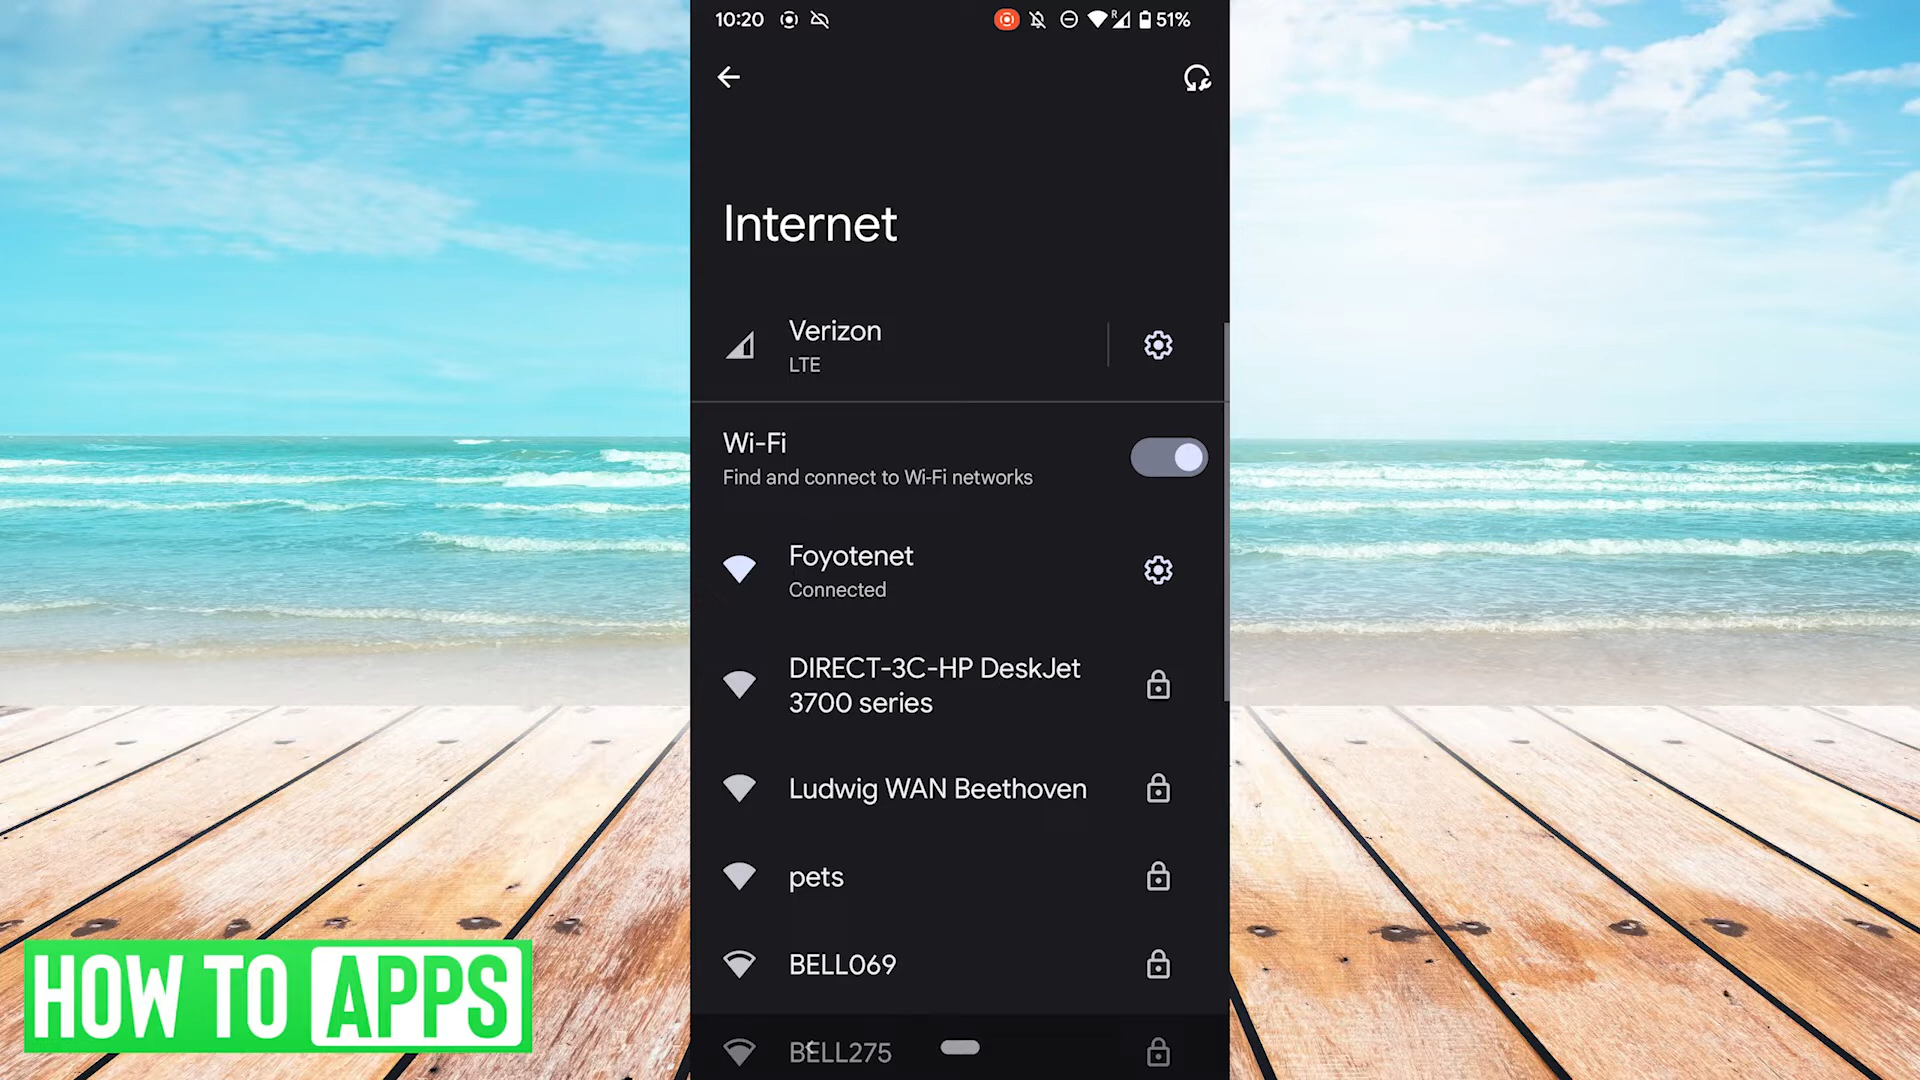 10:20
R
51%
Internet
Verizon
LTE
Wi-Fi
Find and connect to Wi-Fi networks
Foyotenet
Connected
DIRECT-3C-HP DeskJet
3700 series
Ludwig WAN Beethoven
pets
BELL069
BELL275
HOW TO APPS